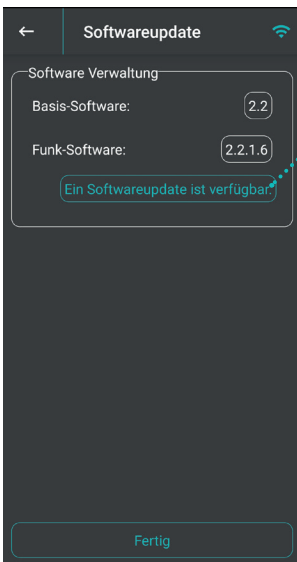 Softwareupdate
Software Verwaltung
Basis-Software: 2.2
Funk-Software: 2.2.1.6
Ein Softwareupdate ist verfügbar.
Fertig